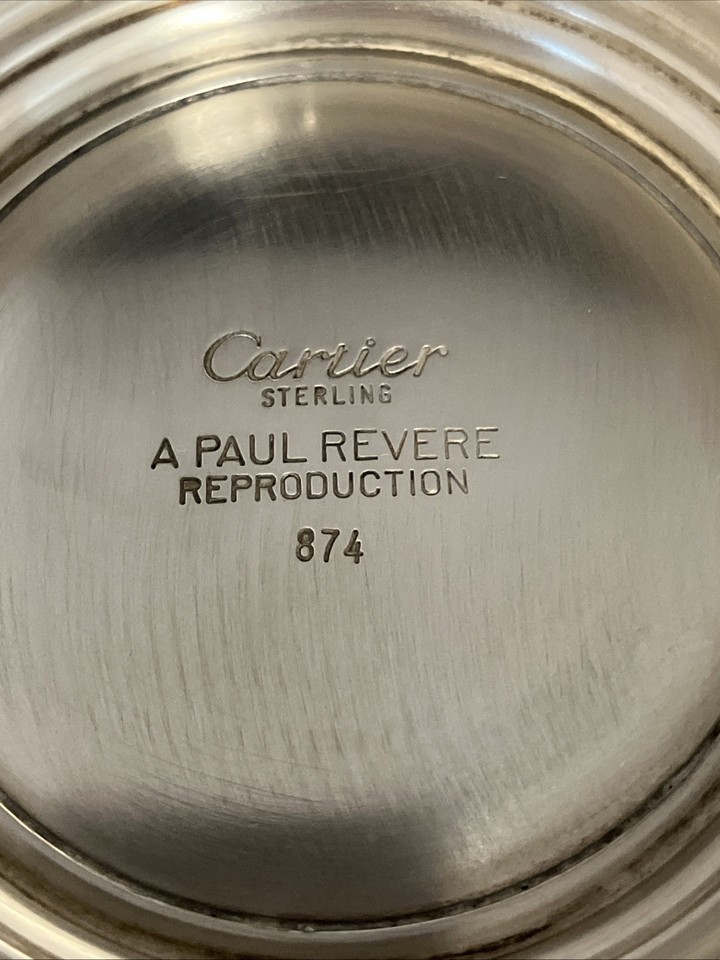 Cartier
STERLING
A PAUL REVERE
REPRODUCTION
874